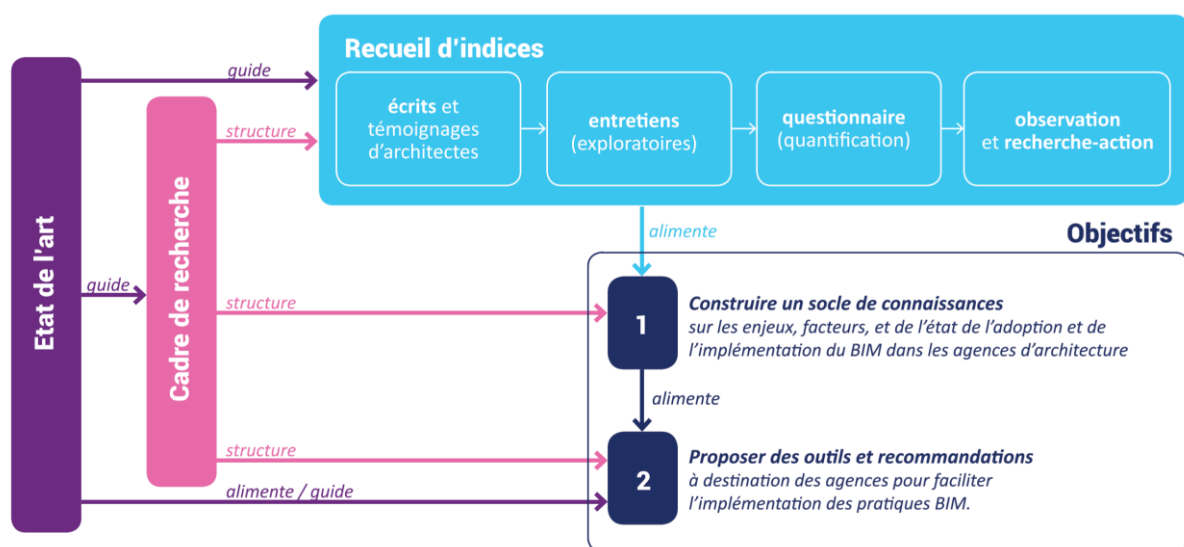 Recueil d'indices
guide
écrits et
témoignages
d'architectes
entretiens
(exploratoires)
questionnaire
(quantification)
observation
et recherche-action
structure
Etat de l'art
Cadre de recherche
guide
alimente
Objectifs
structure
1
Construire un socle de connaissances
sur les enjeux, facteurs, et de l'état de l'adoption et de
l'implémentation du BIM dans les agences d'architecture
alimente
structure
2
Proposer des outils et recommandations
à destination des agences pour faciliter
l'implémentation des pratiques BIM.
alimente / guide